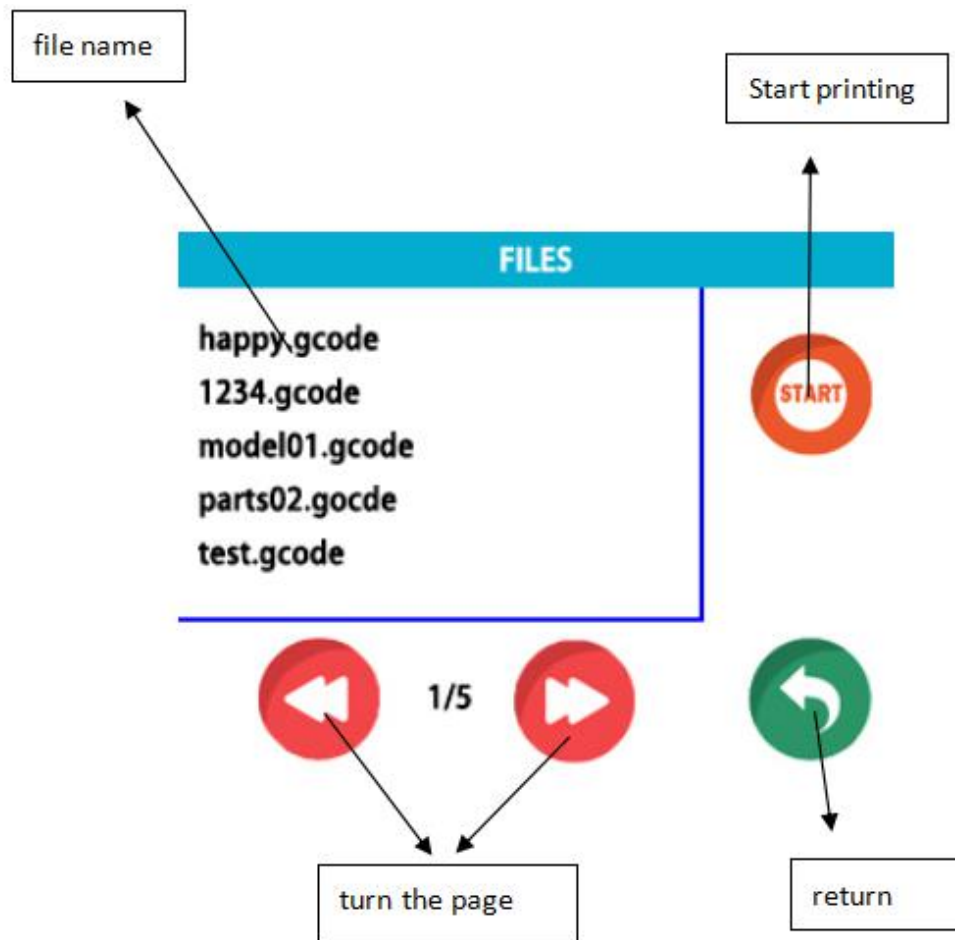 file name
Start printing
FILES
happy.gcode
START
1234.gcode
model01.gcode
parts02.gocde
test.gcode
1/5
turn the page
return